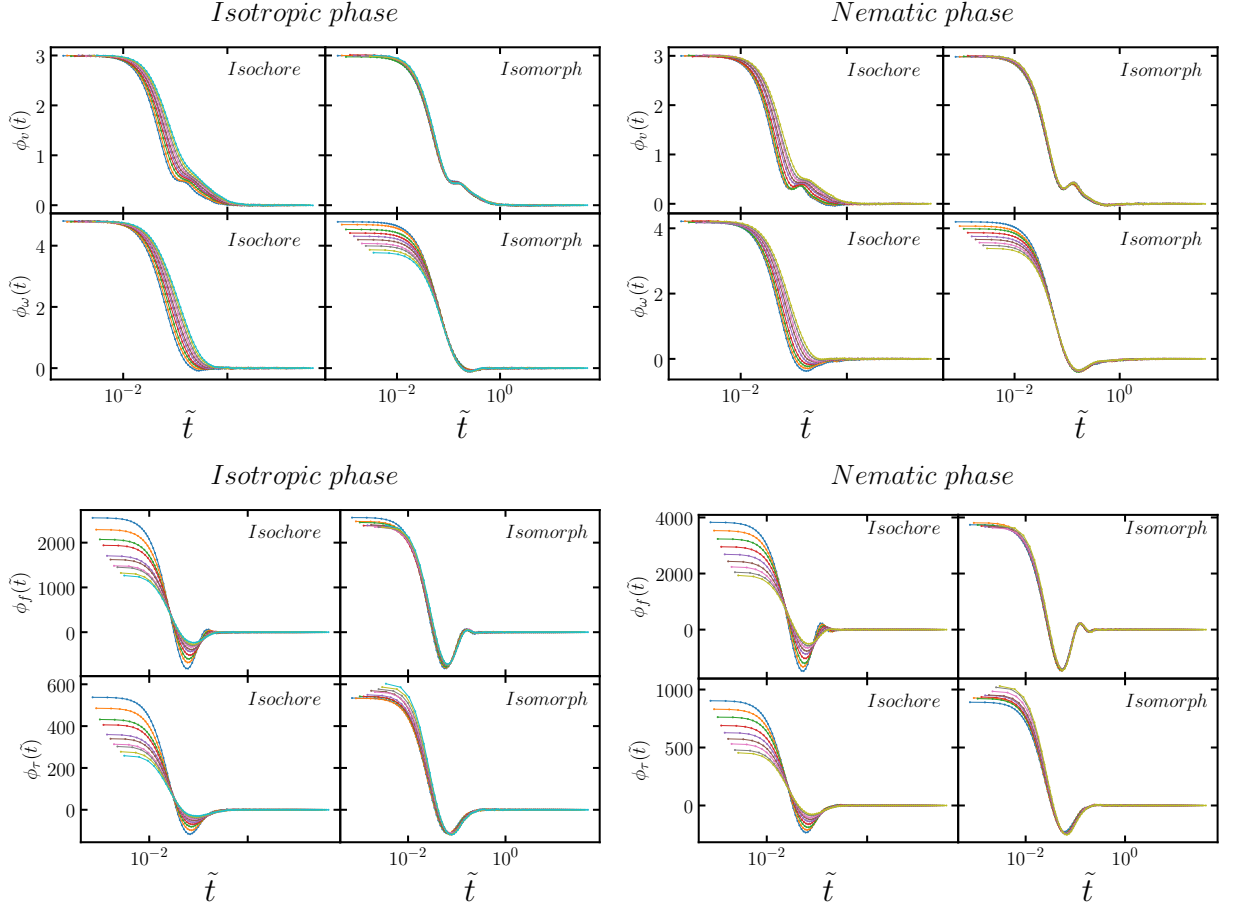 Isotropic phase
Nematic phase
3
2
1
0
ϕ_v(t̃)
Isochore
Isomorph
3
2
1
0
ϕ_v(t̃)
Isochore
Isomorph
4
2
0
ϕ_ω(t̃)
Isochore
Isomorph
4
2
0
ϕ_ω(t̃)
Isochore
Isomorph
10^{-2} 10^{-2} 10^{0}
10^{-2} 10^{-2} 10^{0}
t̃ t̃
t̃ t̃
Isotropic phase
Nematic phase
2000
1000
0
ϕ_f(t̃)
Isochore
Isomorph
4000
2000
0
ϕ_f(t̃)
Isochore
Isomorph
600
400
200
0
ϕ_τ(t̃)
Isochore
Isomorph
1000
500
0
ϕ_τ(t̃)
Isochore
Isomorph
10^{-2} 10^{-2} 10^{0}
10^{-2} 10^{-2} 10^{0}
t̃ t̃
t̃ t̃